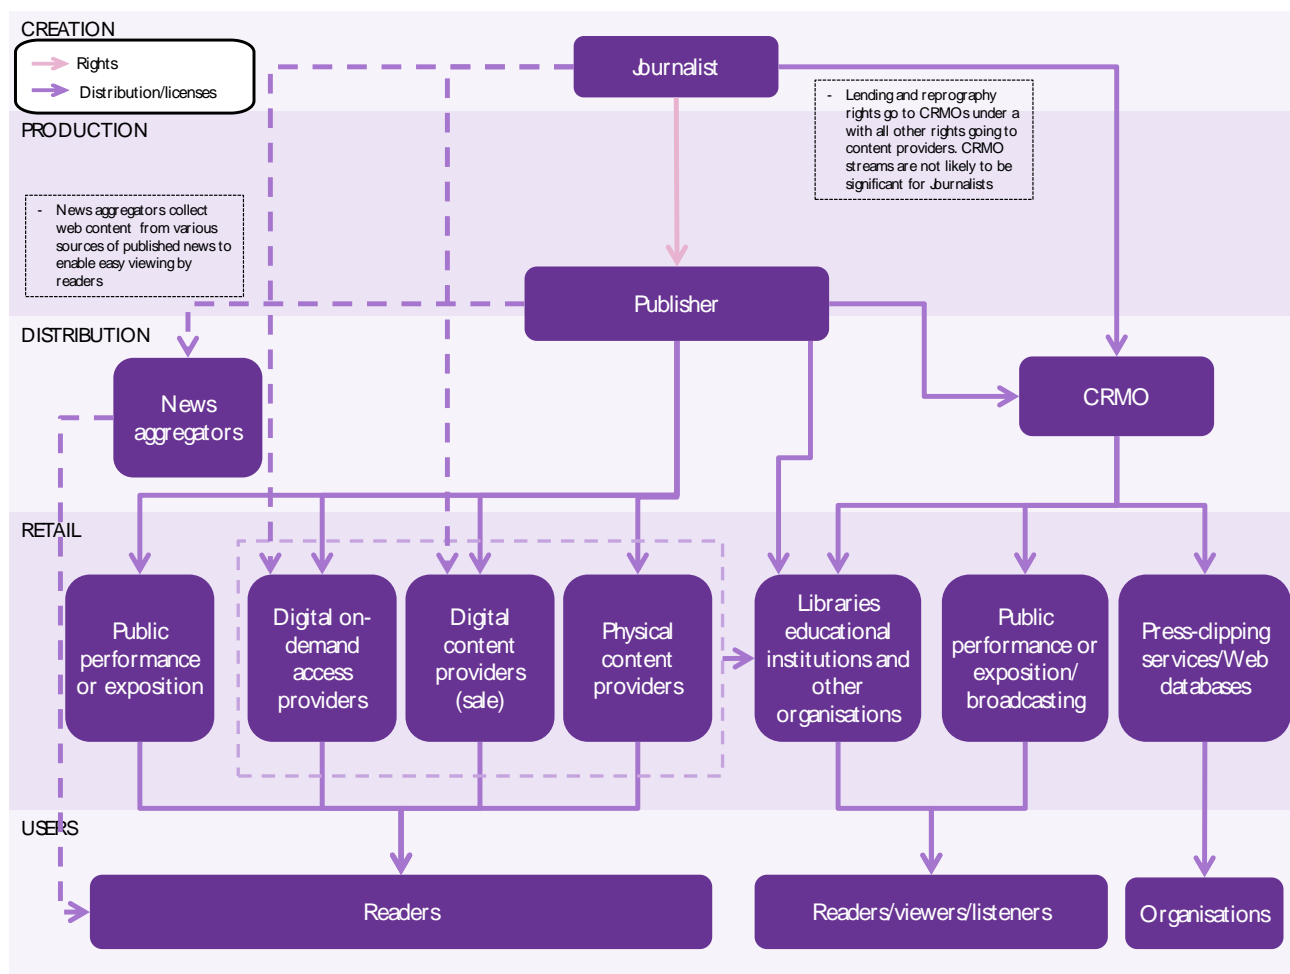 CREATION
Rights
Distribution/licenses
Journalist
- Lending and reprography
rights go to CRMOs under a
with all other rights going to
content providers. CRMO
streams are not likely to be
significant for Journalists
PRODUCTION
- News aggregators collect
web content from various
sources of published news to
enable easy viewing by
readers
Publisher
DISTRIBUTION
News
aggregators
CRMO
RETAIL
Public
performance
or exposition
Digital on-
demand
access
providers
Digital
content
providers
(sale)
Physical
content
providers
Libraries
educational
institutions and
other
organisations
Public
performance or
exposition/
broadcasting
Press-clipping
services/Web
databases
USERS
Readers
Readers/viewers/listeners
Organisations